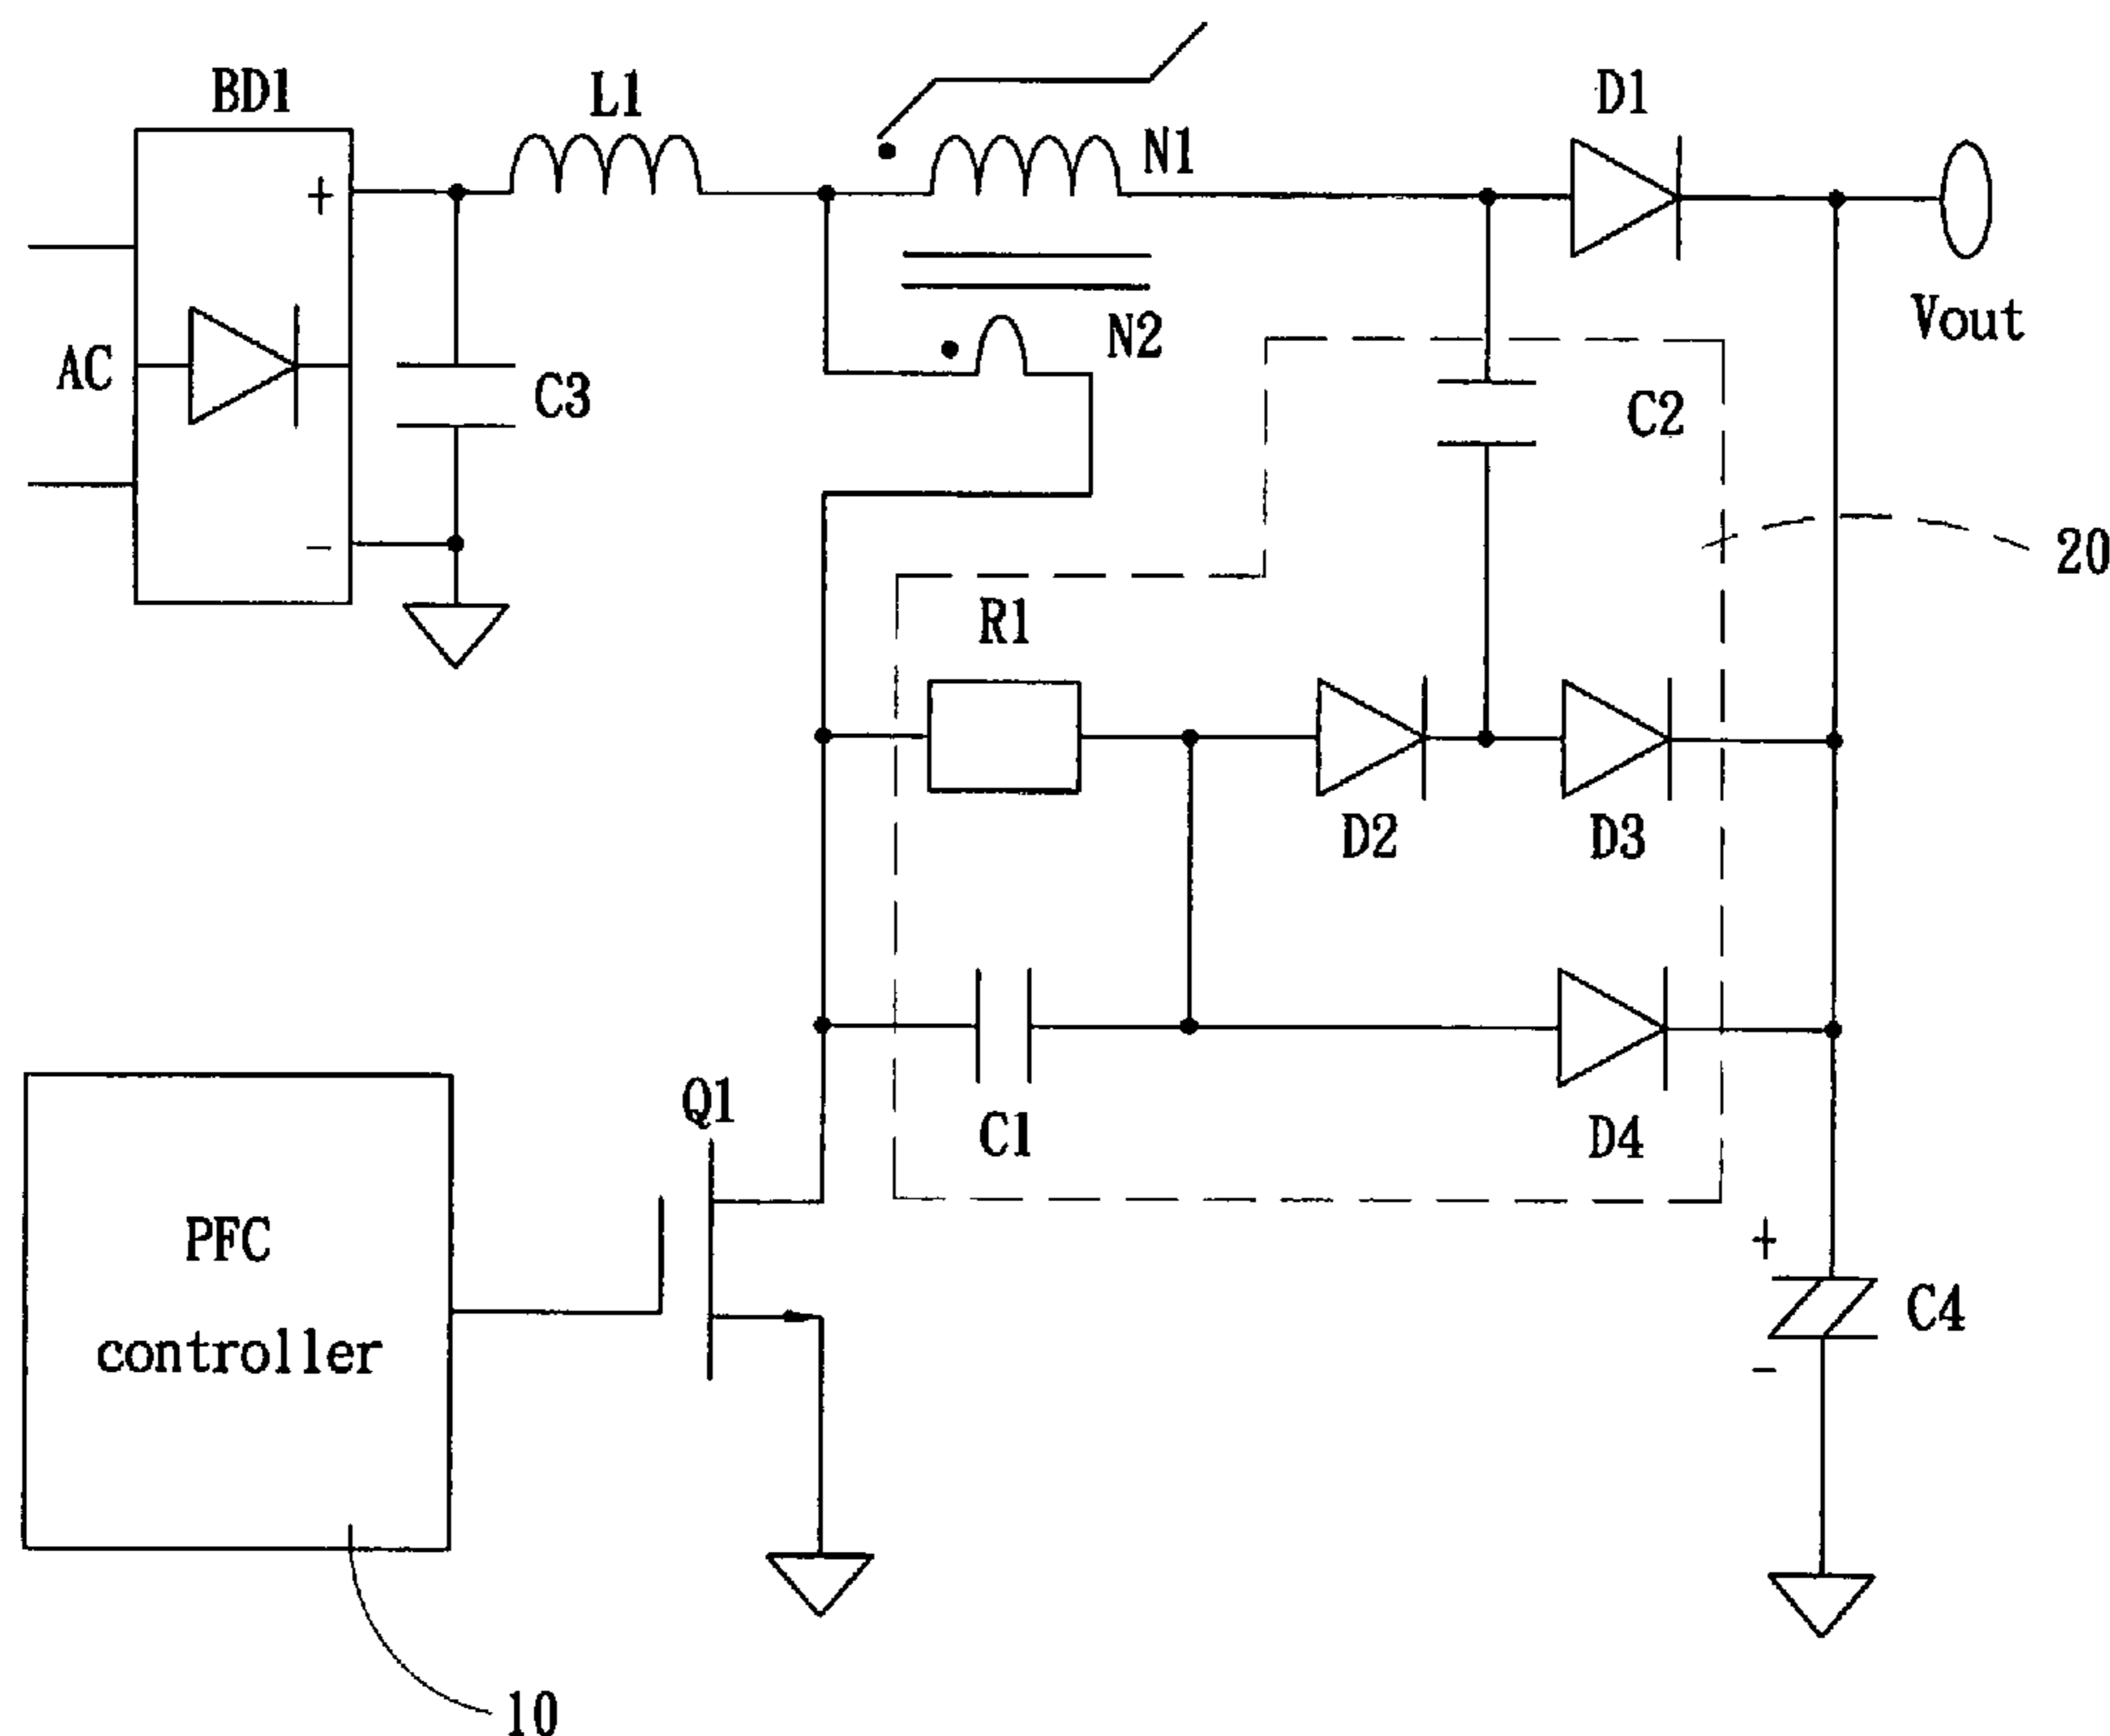 BD1
L1
N1
D1
+
Vout
N2
AC
C3
C2
-
20
R1
D2
D3
Q1
C1
D4
PFC
controller
+
C4
-
10